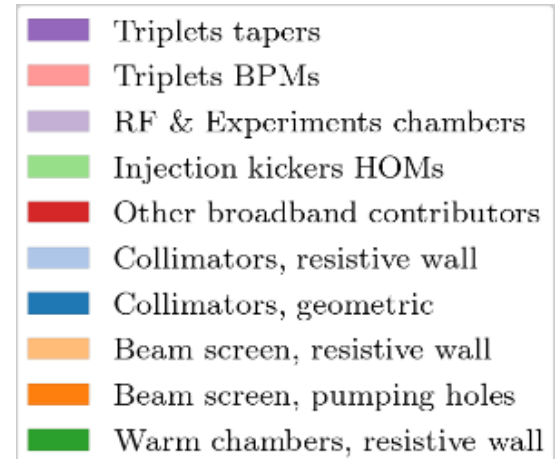 Triplets tapers
Triplets BPMs
RF & Experiments chambers
Injection kickers HOMs
Other broadband contributors
Collimators, resistive wall
Collimators, geometric
Beam screen, resistive wall
Beam screen, pumping holes
Warm chambers, resistive wall